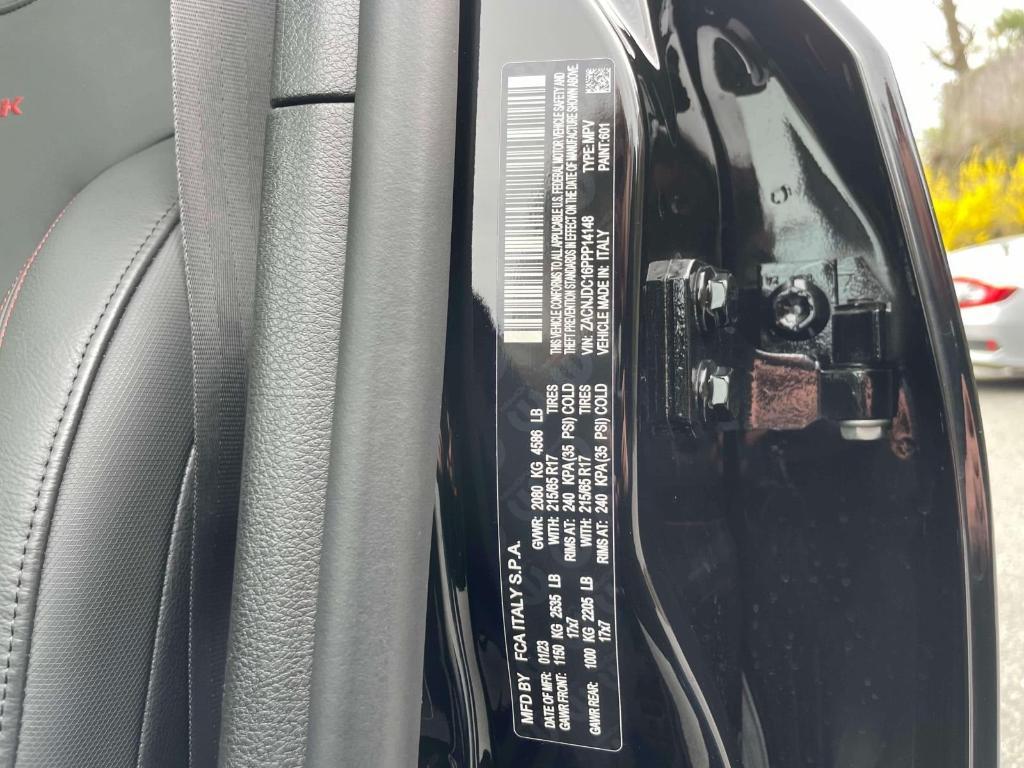 MFD BY FCA ITALY S.P.A.
DATE OF MFR: 01/23 GVWR: 2080 KG 4586 LB
GAWR FRONT: 1150 KG 2535 LB WITH: 215/65 R17 TIRES
17x7 RIMS AT: 240 KPA(35 PSI) COLD
GAWR REAR: 1000 KG 2205 LB WITH: 215/65 R17 TIRES
17x7 RIMS AT: 240 KPA(35 PSI) COLD
THIS VEHICLE CONFORMS TO ALL APPLICABLE U.S. FEDERAL MOTOR VEHICLE SAFETY AND
THEFT PREVENTION STANDARDS IN EFFECT ON THE DATE OF MANUFACTURE SHOWN ABOVE.
VIN: ZACNJDC16PPP14148 TYPE:MPV
VEHICLE MADE IN: ITALY PAINT:601